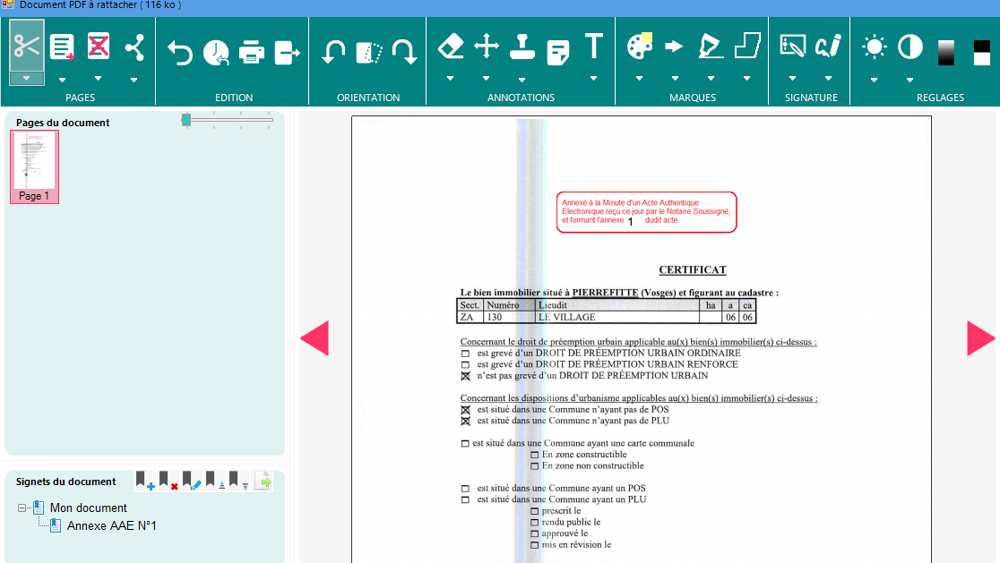 Document PDF à rattacher ( 116 ko )
T
PAGES
EDITION
ORIENTATION
ANNOTATIONS
MARQUES
SIGNATURE
REGLAGES
Pages du document
Page 1
Annexé à la Minute d'un Acte Authentique
Electronique reçu ce jour par le Notaire Soussigné,
et formant l'annexe 1 dudit acte.
CERTIFICAT
Le bien immobilier situé à PIERREFITTE (Vosges) et figurant au cadastre :
Sect. Numéro Lieudit ha a ca
ZA 130 LE VILLAGE 06 06
Concernant le droit de préemption urbain applicable au(x) bien(s) immobilier(s) ci-dessus :
est grevé d'un DROIT DE PRÉEMPTION URBAIN ORDINAIRE
est grevé d'un DROIT DE PRÉEMPTION URBAIN RENFORCE
n'est pas grevé d'un DROIT DE PRÉEMPTION URBAIN
Concernant les dispositions d'urbanisme applicables au(x) bien(s) immobilier(s) ci-dessus :
est situé dans une Commune n'ayant pas de POS
est situé dans une Commune n'ayant pas de PLU
est situé dans une Commune ayant une carte communale
En zone constructible
En zone non constructible
est situé dans une Commune ayant un POS
est situé dans une Commune ayant un PLU
prescrit le
rendu public le
approuvé le
mis en révision le
Signets du document
Mon document
Annexe AAE N°1